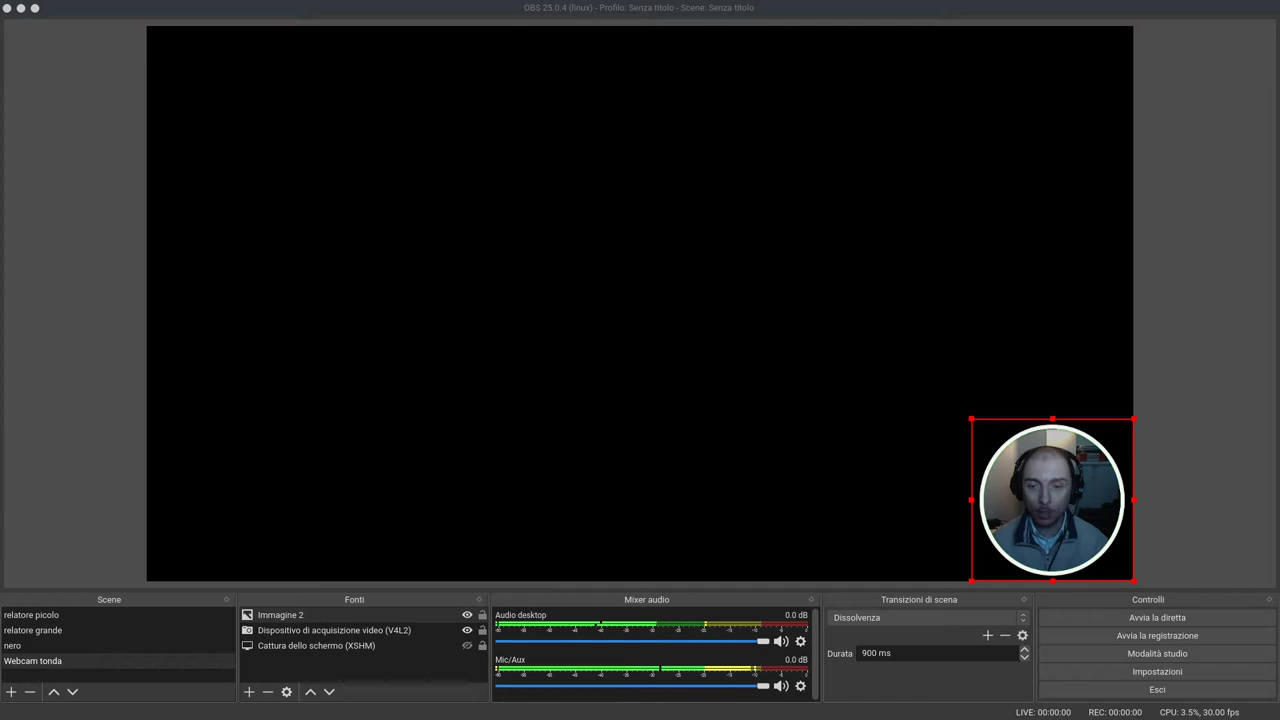 OBS 25.0.4 (linux) - Profilo: Senza titolo - Scene: Senza titolo
Scene
relatore picolo
relatore grande
nero
Webcam tonda
Fonti
Immagine 2
Dispositivo di acquisizione video (V4L2)
Cattura dello schermo (XSHM)
Mixer audio
Audio desktop 0.0 dB
Mic/Aux 0.0 dB
Transizioni di scena
Dissolvenza
Durata 900 ms
Controlli
Avvia la diretta
Avvia la registrazione
Modalità studio
Impostazioni
Esci
LIVE: 00:00:00 REC: 00:00:00 CPU: 3.5%, 30.00 fps